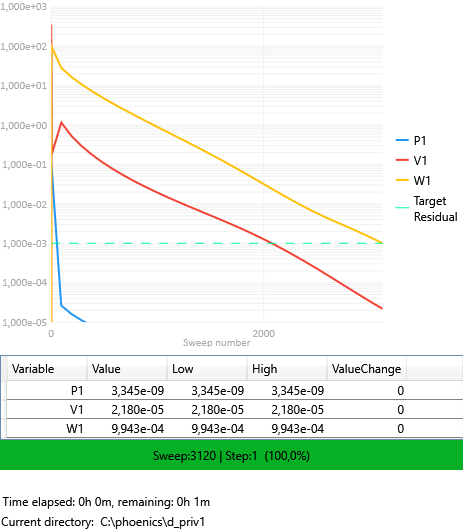 1,000e+03
1,000e+02
1,000e+01
1,000e+00
1,000e-01
1,000e-02
1,000e-03
1,000e-04
1,000e-05
0
2000
Sweep number
P1
V1
W1
Target
Residual
Variable Value Low High ValueChange
P1 3,345e-09 3,345e-09 3,345e-09 0
V1 2,180e-05 2,180e-05 2,180e-05 0
W1 9,943e-04 9,943e-04 9,943e-04 0
Sweep:3120 | Step:1 (100,0%)
Time elapsed: 0h 0m, remaining: 0h 1m
Current directory: C:\phoenics\d_priv1